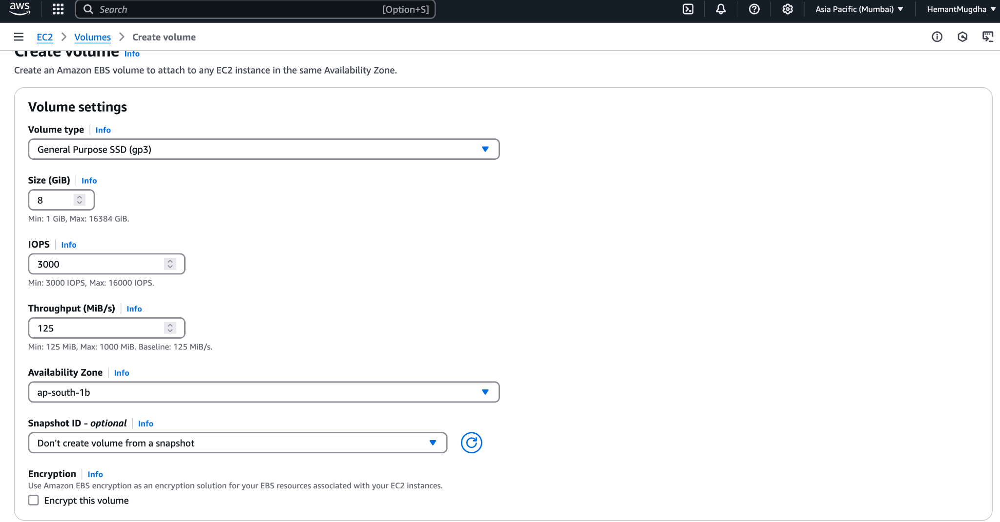 aws
Search [Option+S]
Asia Pacific (Mumbai)
HemantMugdha
EC2 Volumes Create volume
Create volume Info
Create an Amazon EBS volume to attach to any EC2 instance in the same Availability Zone.
Volume settings
Volume type Info
General Purpose SSD (gp3)
Size (GiB) Info
8
Min: 1 GiB, Max: 16384 GiB.
IOPS Info
3000
Min: 3000 IOPS, Max: 16000 IOPS.
Throughput (MiB/s) Info
125
Min: 125 MiB, Max: 1000 MiB. Baseline: 125 MiB/s.
Availability Zone Info
ap-south-1b
Snapshot ID - optional Info
Don't create volume from a snapshot
Encryption Info
Use Amazon EBS encryption as an encryption solution for your EBS resources associated with your EC2 instances.
Encrypt this volume